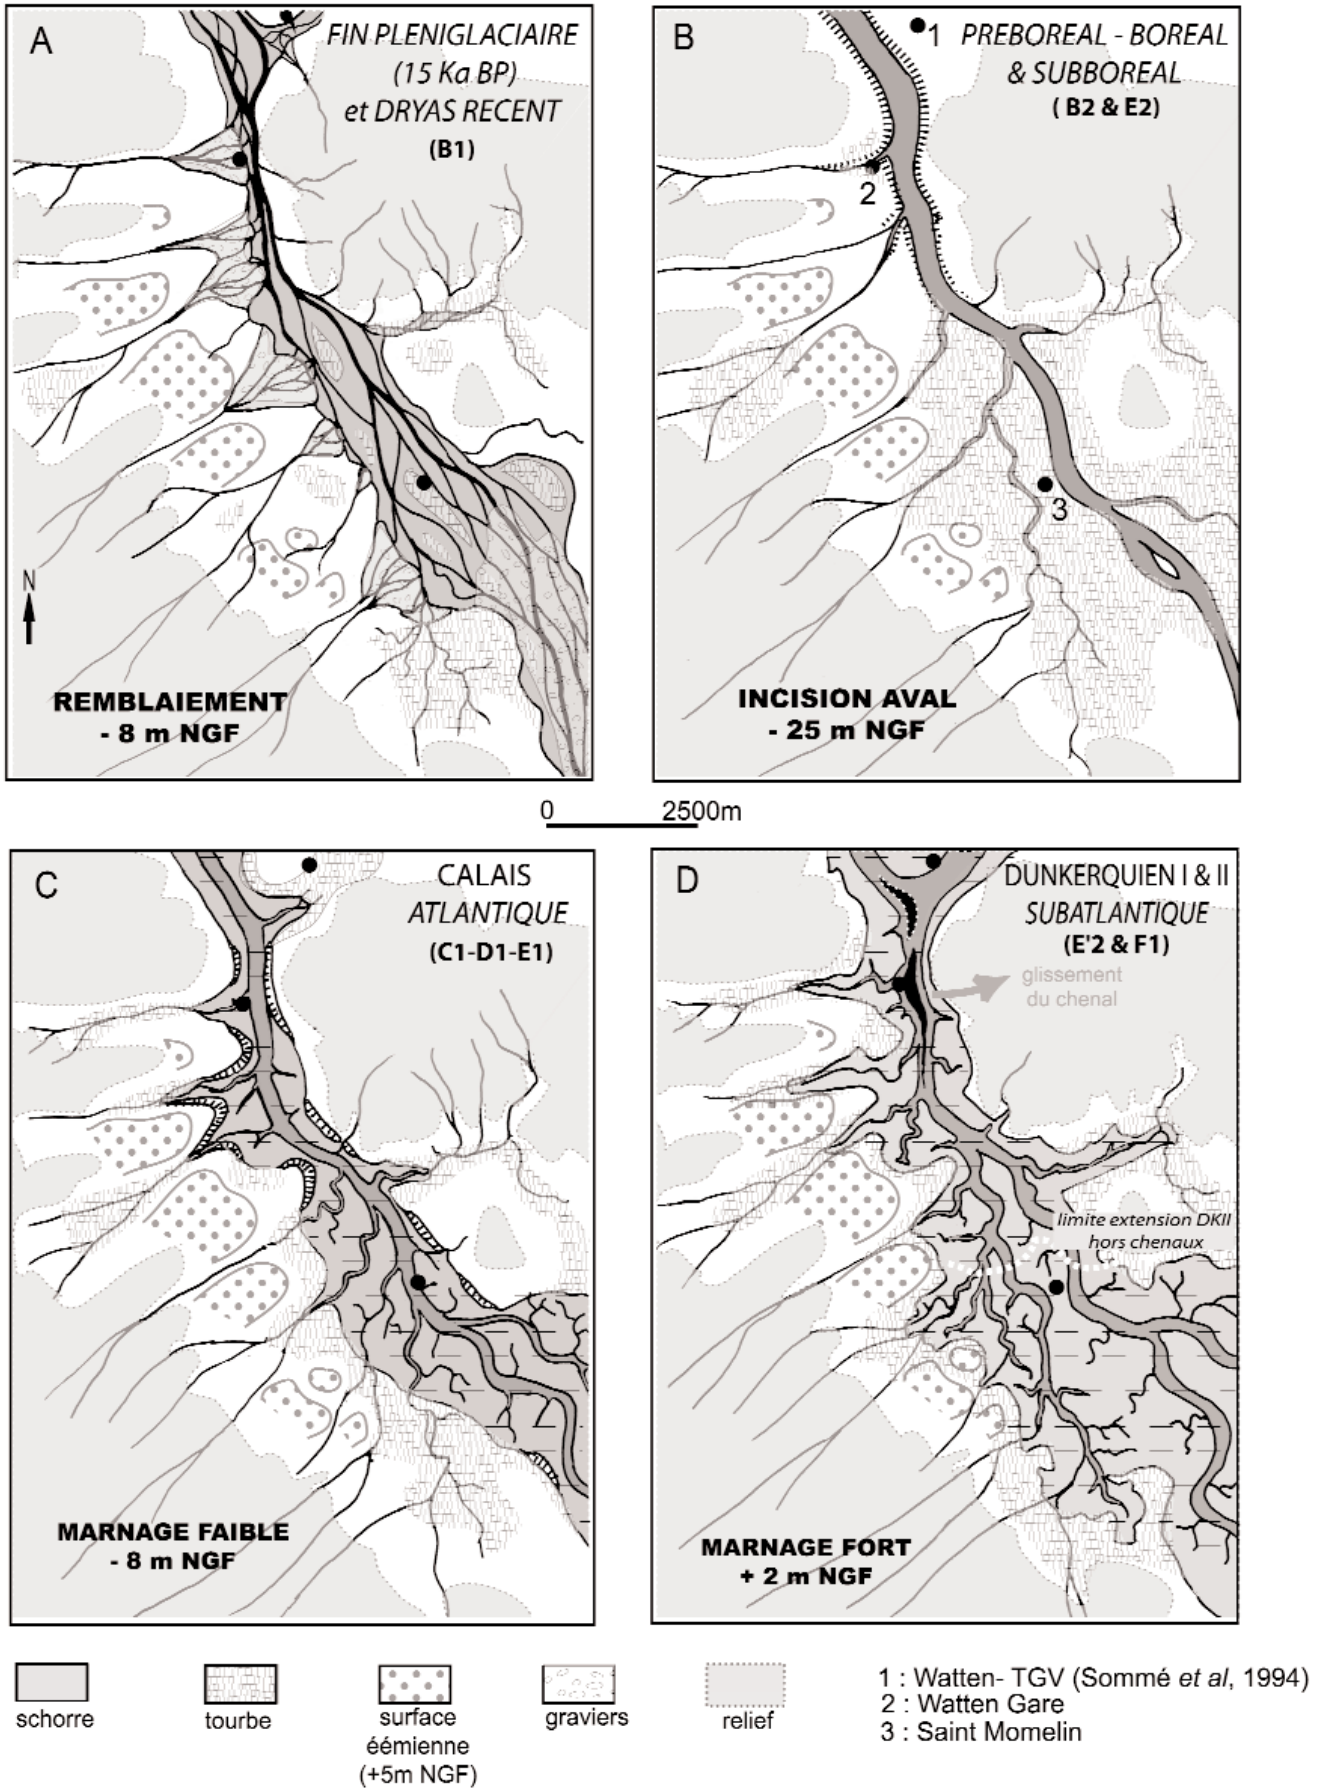 A
FIN PLENIGLACIAIRE
(15 Ka BP)
et DRYAS RECENT
(B1)
N
REMBLAIEMENT
- 8 m NGF
B
1
PREBOREAL - BOREAL
& SUBBOREAL
( B2 & E2)
2
3
INCISION AVAL
- 25 m NGF
0 2500m
C
CALAIS
ATLANTIQUE
(C1-D1-E1)
MARNAGE FAIBLE
- 8 m NGF
D
DUNKERQUIEN I & II
SUBATLANTIQUE
(E'2 & F1)
glissement
du chenal
limite extension DKII
hors chenaux
MARNAGE FORT
+ 2 m NGF
schorre
tourbe
surface
éémienne
(+5m NGF)
graviers
relief
1 : Watten- TGV (Sommé et al, 1994)
2 : Watten Gare
3 : Saint Momelin